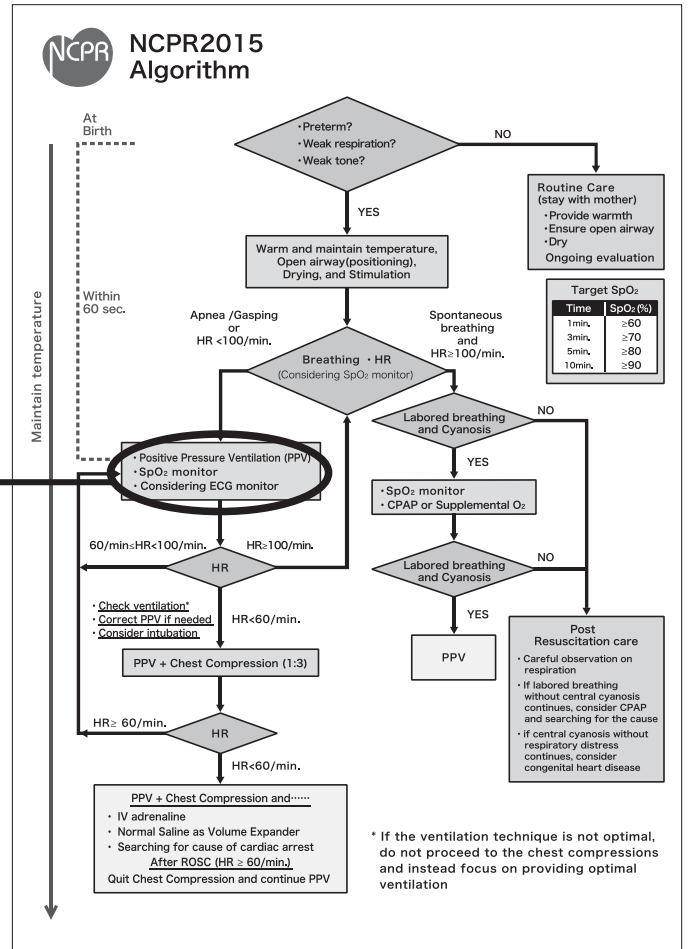 NCPR
NCPR2015
Algorithm
At
Birth
・Preterm?
・Weak respiration?
・Weak tone?
NO
YES
Routine Care
(stay with mother)
・Provide warmth
・Ensure open airway
・Dry
Ongoing evaluation
Warm and maintain temperature,
Open airway(positioning),
Drying, and Stimulation
Target SpO₂
Time SpO₂(%)
1min. ≥60
3min. ≥70
5min. ≥80
10min. ≥90
Maintain temperature
Within
60 sec.
Apnea /Gasping
or
HR <100/min.
Spontaneous
breathing
and
HR≥100/min.
Breathing ・HR
(Considering SpO₂ monitor)
Labored breathing
and Cyanosis
NO
YES
・Positive Pressure Ventilation (PPV)
・SpO₂ monitor
・Considering ECG monitor
・SpO₂ monitor
・CPAP or Supplemental O₂
60/min≤HR<100/min.
HR≥100/min.
HR
Labored breathing
and Cyanosis
NO
YES
・Check ventilation*
・Correct PPV if needed
・Consider intubation
HR<60/min.
PPV
PPV + Chest Compression (1:3)
Post
Resuscitation care
・Careful observation on
respiration
・If labored breathing
without central cyanosis
continues, consider CPAP
and searching for the cause
・if central cyanosis without
respiratory distress
continues, consider
congenital heart disease
HR≥ 60/min.
HR
HR<60/min.
PPV + Chest Compression and……
・ IV adrenaline
・ Normal Saline as Volume Expander
・ Searching for cause of cardiac arrest
After ROSC (HR ≥ 60/min.)
Quit Chest Compression and continue PPV
* If the ventilation technique is not optimal,
do not proceed to the chest compressions
and instead focus on providing optimal
ventilation